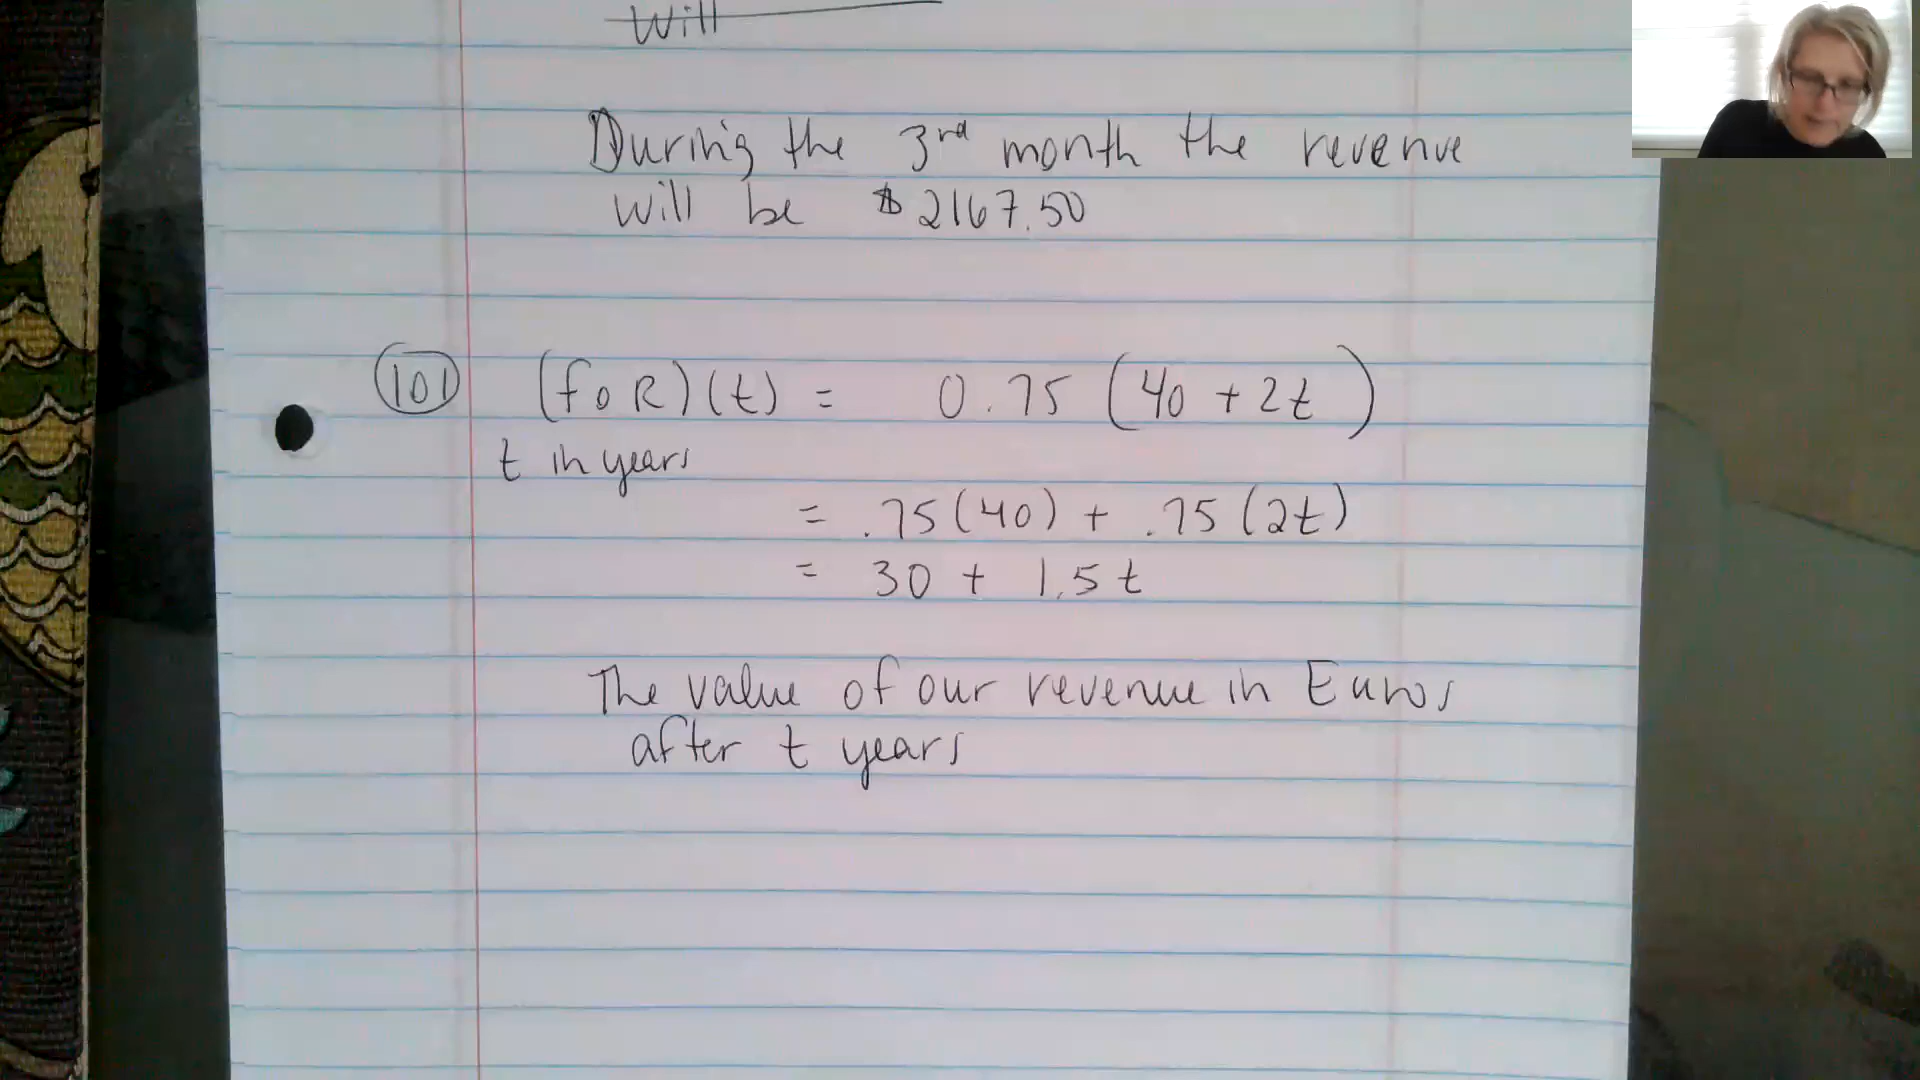 Will
During the 3rd month the revenue
will be $2167.50
101 (f o R)(t) = 0.75 (40 + 2t)
t in years
= .75(40) + .75(2t)
= 30 + 1.5t
The value of our revenue in Euros
after t years